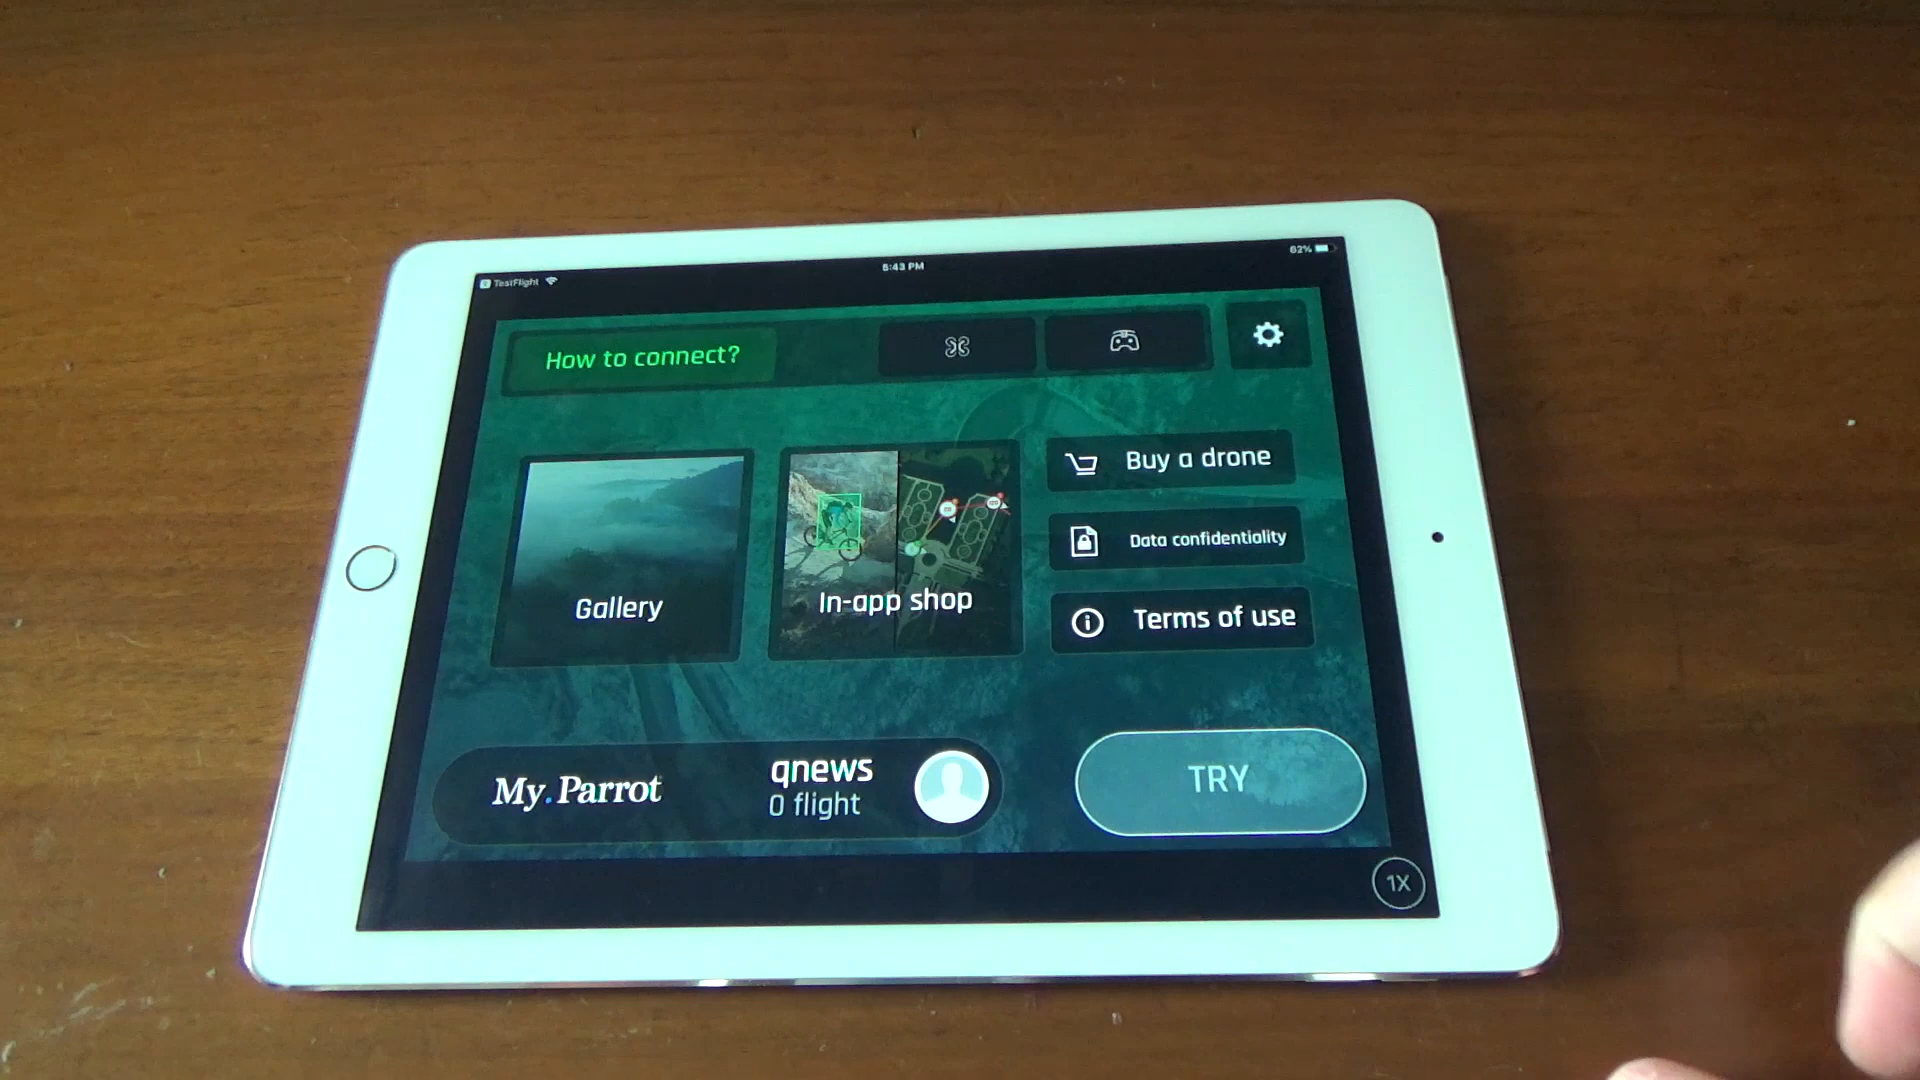 TestFlight
5:43 PM
62%
How to connect?
Gallery
In-app shop
Buy a drone
Data confidentiality
Terms of use
My.Parrot
qnews
0 flight
TRY
1X